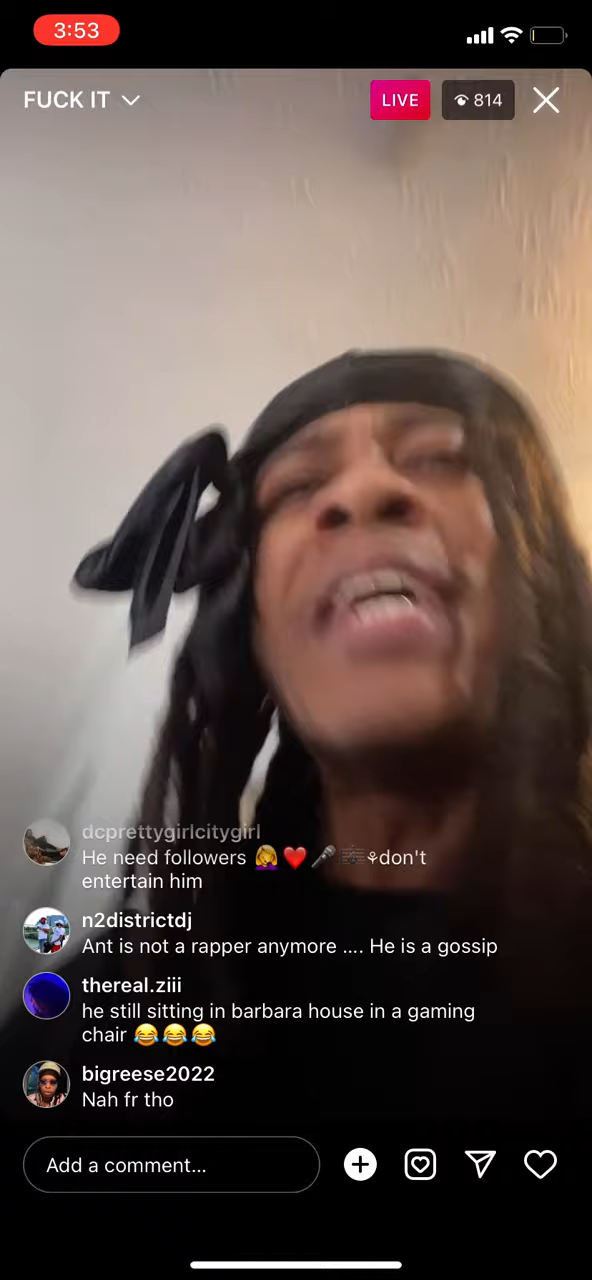 3:53
FUCK IT
LIVE
814
dcprettygirlcitygirl
He need followers 🤦‍♀️❤️🎤 don't
entertain him
n2districtdj
Ant is not a rapper anymore .... He is a gossip
thereal.ziii
he still sitting in barbara house in a gaming
chair 😂😂😂
bigreese2022
Nah fr tho
Add a comment...